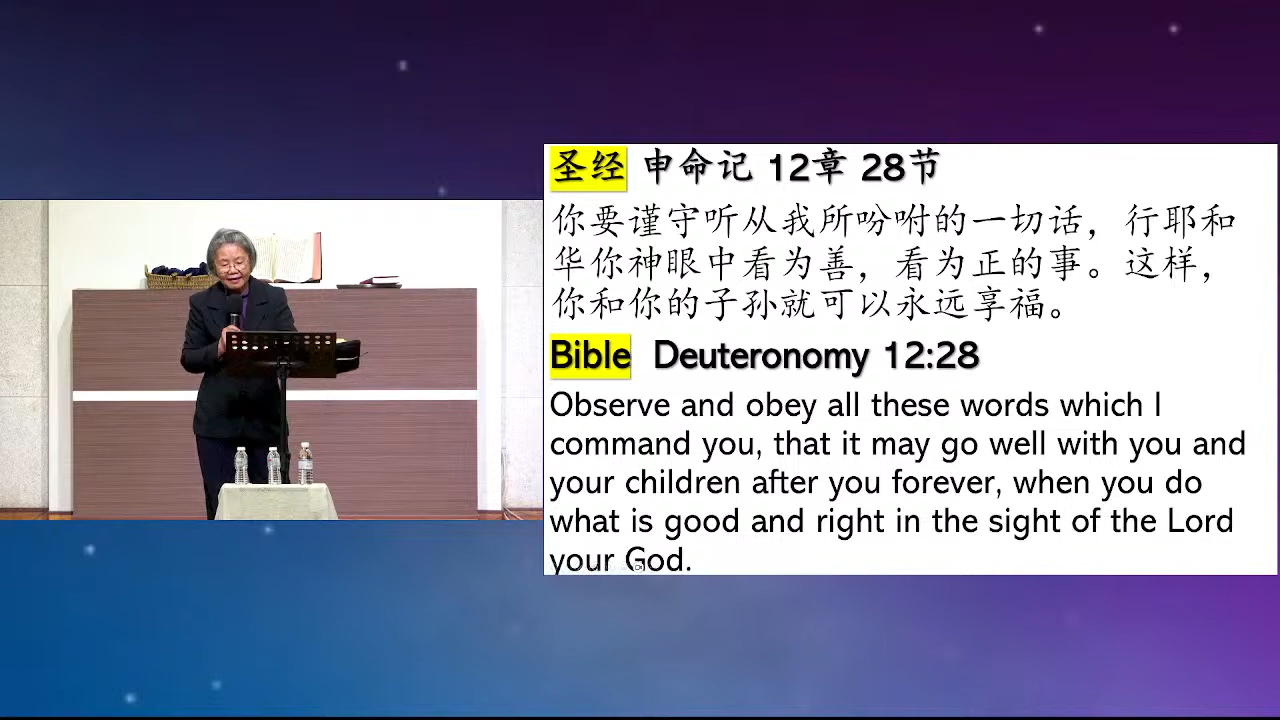 圣经 申命记 12章 28节
你要谨守听从我所吩咐的一切话，行耶和
华你神眼中看为善，看为正的事。这样，
你和你的子孙就可以永远享福。
Bible Deuteronomy 12:28
Observe and obey all these words which I
command you, that it may go well with you and
your children after you forever, when you do
what is good and right in the sight of the Lord
your God.